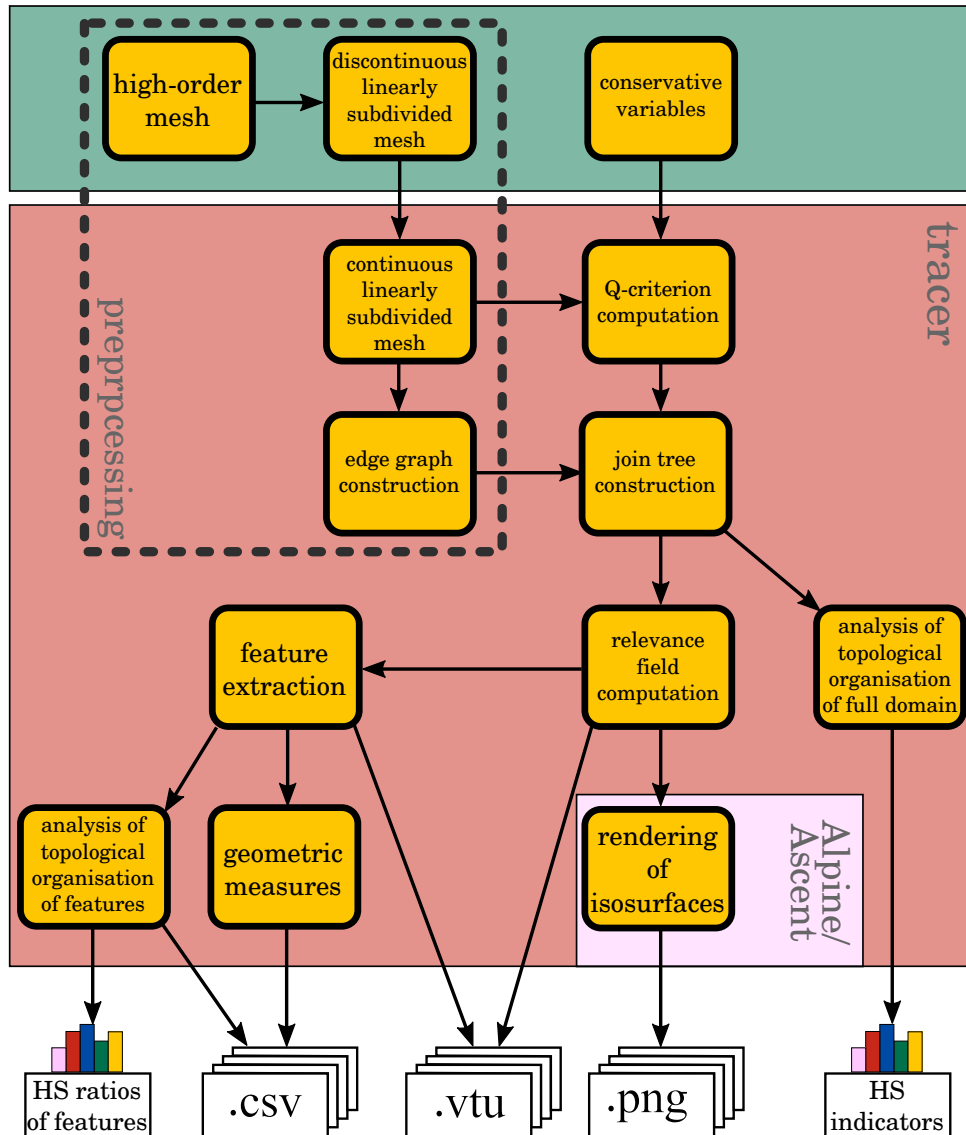 high-order
mesh
discontinuous
linearly
subdivided
mesh
conservative
variables
tracer
preprpcessing
continuous
linearly
subdivided
mesh
Q-criterion
computation
edge graph
construction
join tree
construction
feature
extraction
relevance
field
computation
analysis of
topological
organisation
of full domain
analysis of
topological
organisation
of features
geometric
measures
rendering
of
isosurfaces
Alpine/
Ascent
HS ratios
of features
.csv
.vtu
.png
HS
indicators